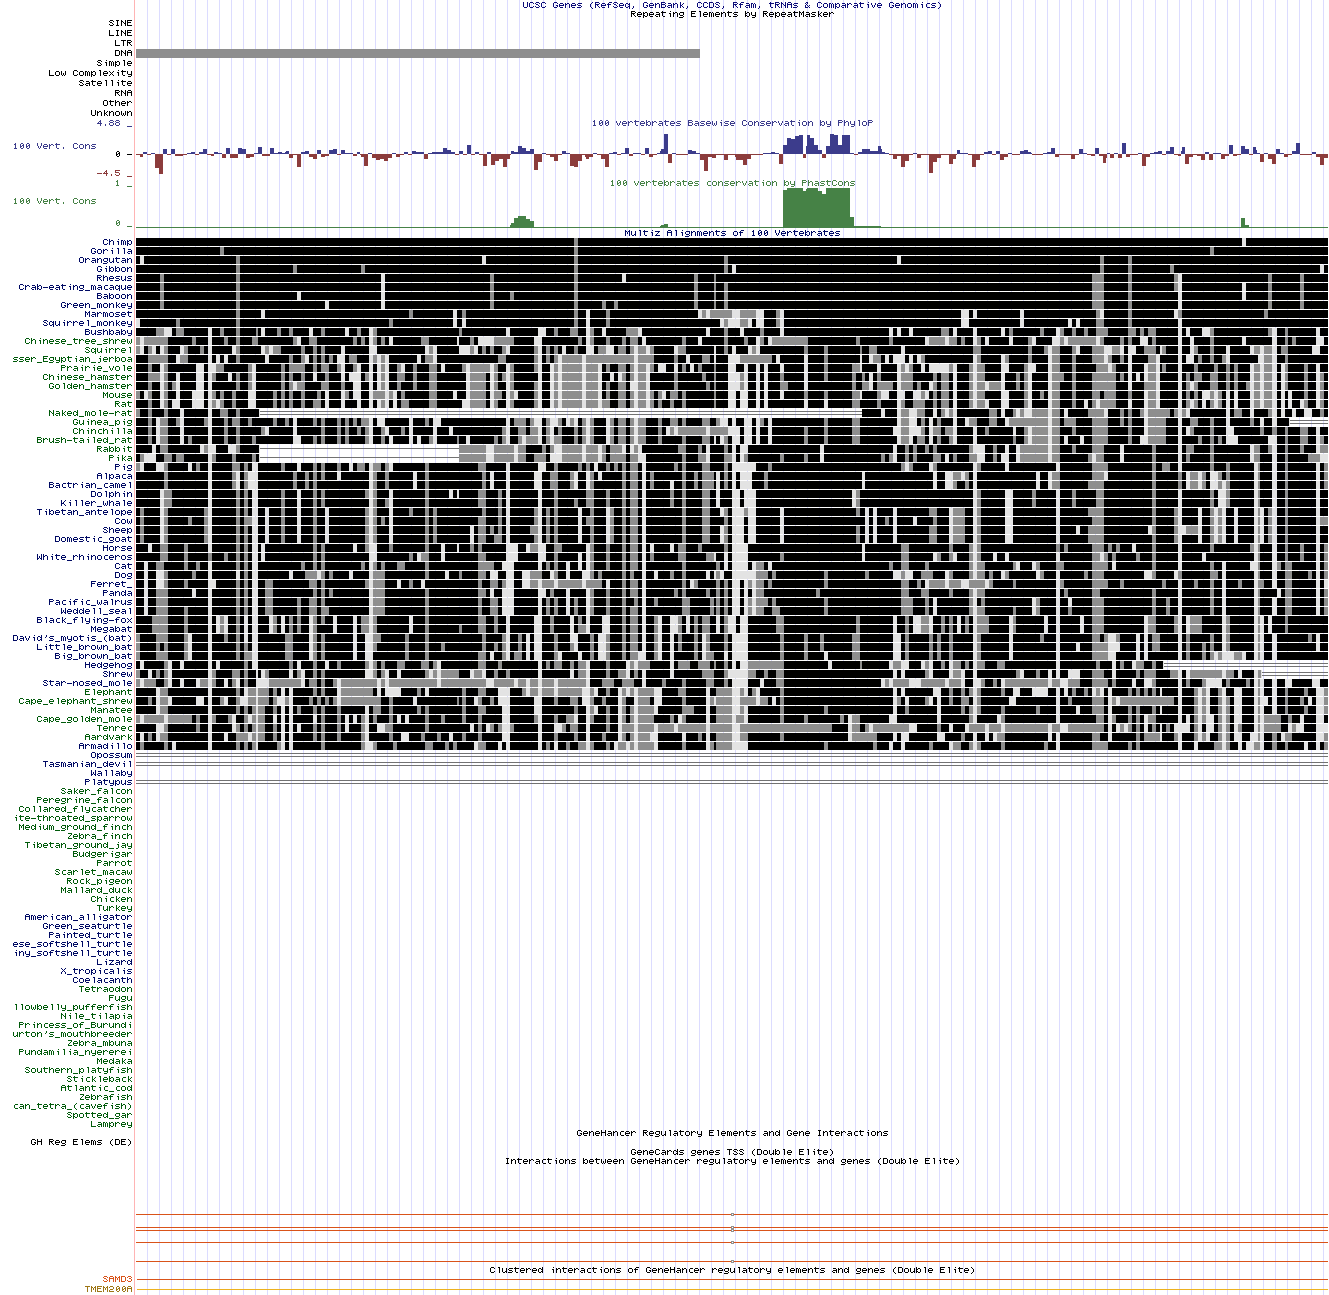 UCSC Genes (RefSeq, GenBank, CCDS, Rfam, tRNAs & Comparative Genomics)
Repeating Elements by RepeatMasker
SINE
LINE
LTR
DNA
Simple
Low Complexity
Satellite
RNA
Other
Unknown
4.88 _
100 vertebrates Basewise Conservation by PhyloP
100 Vert. Cons
0 _
-4.5 _
1 _
100 vertebrates conservation by PhastCons
100 Vert. Cons
0 _
Multiz Alignments of 100 Vertebrates
Chimp
Gorilla
Orangutan
Gibbon
Rhesus
Crab-eating_macaque
Baboon
Green_monkey
Marmoset
Squirrel_monkey
Bushbaby
Chinese_tree_shrew
Squirrel
sser_Egyptian_jerboa
Prairie_vole
Chinese_hamster
Golden_hamster
Mouse
Rat
Naked_mole-rat
Guinea_pig
Chinchilla
Brush-tailed_rat
Rabbit
Pika
Pig
Alpaca
Bactrian_camel
Dolphin
Killer_whale
Tibetan_antelope
Cow
Sheep
Domestic_goat
Horse
White_rhinoceros
Cat
Dog
Ferret_
Panda
Pacific_walrus
Weddell_seal
Black_flying-fox
Megabat
David's_myotis_(bat)
Little_brown_bat
Big_brown_bat
Hedgehog
Shrew
Star-nosed_mole
Elephant
Cape_elephant_shrew
Manatee
Cape_golden_mole
Tenrec
Aardvark
Armadillo
Opossum
Tasmanian_devil
Wallaby
Platypus
Saker_falcon
Peregrine_falcon
Collared_flycatcher
ite-throated_sparrow
Medium_ground_finch
Zebra_finch
Tibetan_ground_jay
Budgerigar
Parrot
Scarlet_macaw
Rock_pigeon
Mallard_duck
Chicken
Turkey
American_alligator
Green_seaturtle
Painted_turtle
ese_softshell_turtle
iny_softshell_turtle
Lizard
X_tropicalis
Coelacanth
Tetraodon
Fugu
llowbelly_pufferfish
Nile_tilapia
Princess_of_Burundi
urton's_mouthbreeder
Zebra_mbuna
Pundamilia_nyererei
Medaka
Southern_platyfish
Stickleback
Atlantic_cod
Zebrafish
can_tetra_(cavefish)
Spotted_gar
Lamprey
GeneHancer Regulatory Elements and Gene Interactions
GH Reg Elems (DE)
GeneCards genes TSS (Double Elite)
Interactions between GeneHancer regulatory elements and genes (Double Elite)
Clustered interactions of GeneHancer regulatory elements and genes (Double Elite)
SAMD3
TMEM200A